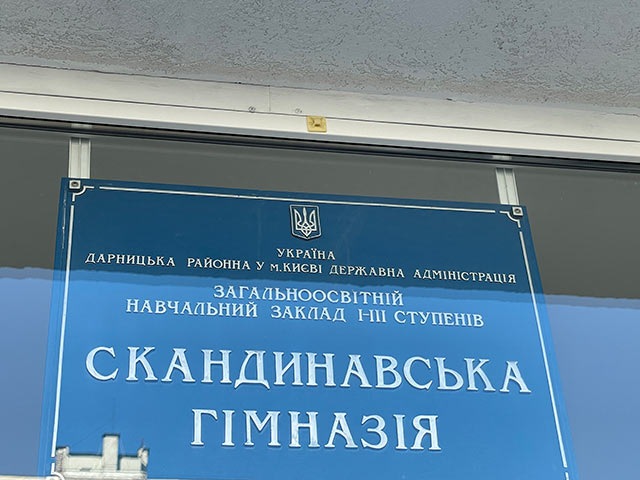 УКРАЇНА
ДАРНИЦЬКА РАЙОННА У М.КИЄВІ ДЕРЖАВНА АДМІНІСТРАЦІЯ
ЗАГАЛЬНООСВІТНІЙ
НАВЧАЛЬНИЙ ЗАКЛАД І-ІІІ СТУПЕНІВ
СКАНДИНАВСЬКА
ГІМНАЗІЯ